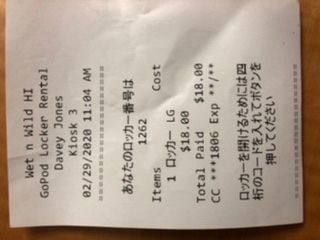 Wet n Wild HI
GoPod Locker Rental
Davey Jones
Kiosk 3
02/29/2020 11:04 AM
========================
あなたのロッカー番号は
1262
Items Cost
1 ロッカー LG
$18.00
Total Paid $18.00
CC ***1806 Exp **/**
ロッカーを開けるためには四
桁のコードを入れてボタンを
押してください
========================